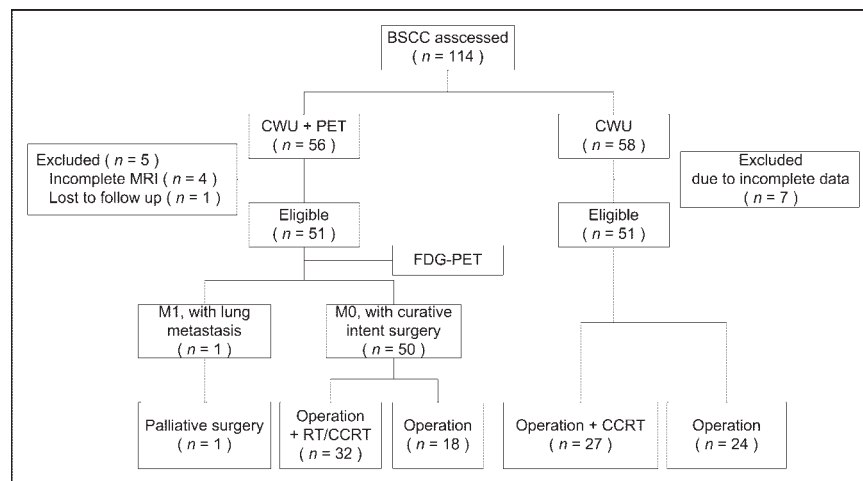 BSCC asscessed
( n = 114 )
CWU + PET
( n = 56 )
CWU
( n = 58 )
Excluded ( n = 5 )
Incomplete MRI ( n = 4 )
Lost to follow up ( n = 1 )
Excluded
due to incomplete data
( n = 7 )
Eligible
( n = 51 )
Eligible
( n = 51 )
FDG-PET
M1, with lung
metastasis
( n = 1 )
M0, with curative
intent surgery
( n = 50 )
Palliative surgery
( n = 1 )
Operation
+ RT/CCRT
( n = 32 )
Operation
( n = 18 )
Operation + CCRT
( n = 27 )
Operation
( n = 24 )